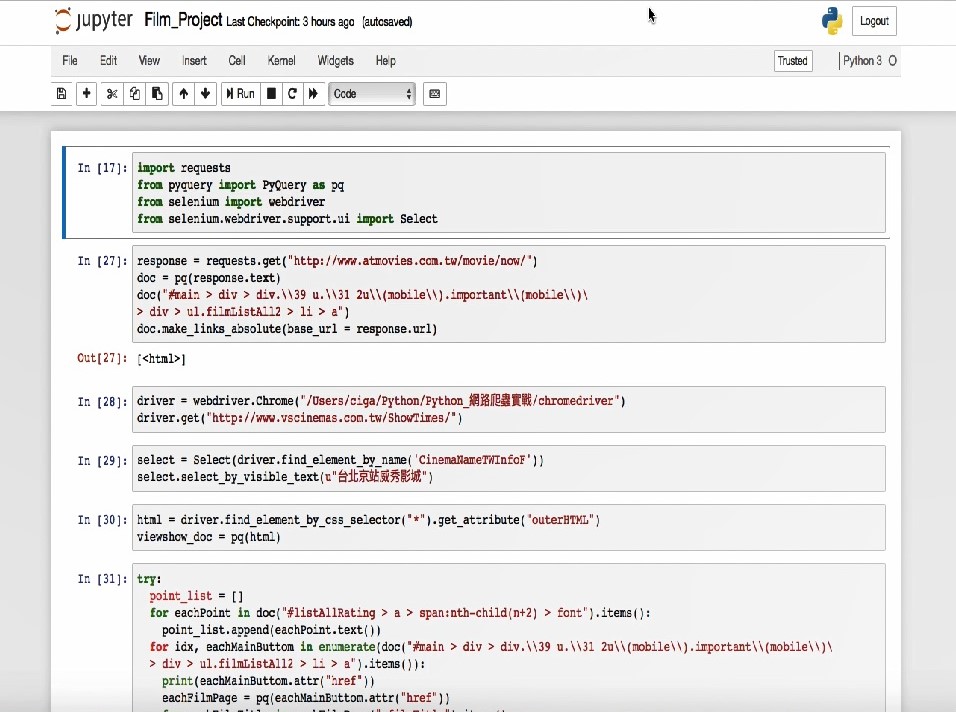 jupyter Film_Project Last Checkpoint: 3 hours ago (autosaved)
Logout
File Edit View Insert Cell Kernel Widgets Help
Trusted
Python 3
Run
Code
In [17]:
import requests
from pyquery import PyQuery as pq
from selenium import webdriver
from selenium.webdriver.support.ui import Select
In [27]:
response = requests.get("http://www.atmovies.com.tw/movie/now/")
doc = pq(response.text)
doc("#main > div > div.\\39 u.\\31 2u\\(mobile\\).important\\(mobile\\)\
> div > ul.filmListAll2 > li > a")
doc.make_links_absolute(base_url = response.url)
Out[27]: [<html>]
In [28]:
driver = webdriver.Chrome("/Users/ciga/Python/Python_網路爬蟲實戰/chromedriver")
driver.get("http://www.vscinemas.com.tw/ShowTimes/")
In [29]:
select = Select(driver.find_element_by_name('CinemaNameTWInfoF'))
select.select_by_visible_text(u"台北京站威秀影城")
In [30]:
html = driver.find_element_by_css_selector("*").get_attribute("outerHTML")
viewshow_doc = pq(html)
In [31]:
try:
point_list = []
for eachPoint in doc("#listAllRating > a > span:nth-child(n+2) > font").items():
point_list.append(eachPoint.text())
for idx, eachMainButtom in enumerate(doc("#main > div > div.\\39 u.\\31 2u\\(mobile\\).important\\(mobile\\)\
> div > ul.filmListAll2 > li > a").items()):
print(eachMainButtom.attr("href"))
eachFilmPage = pq(eachMainButtom.attr("href"))